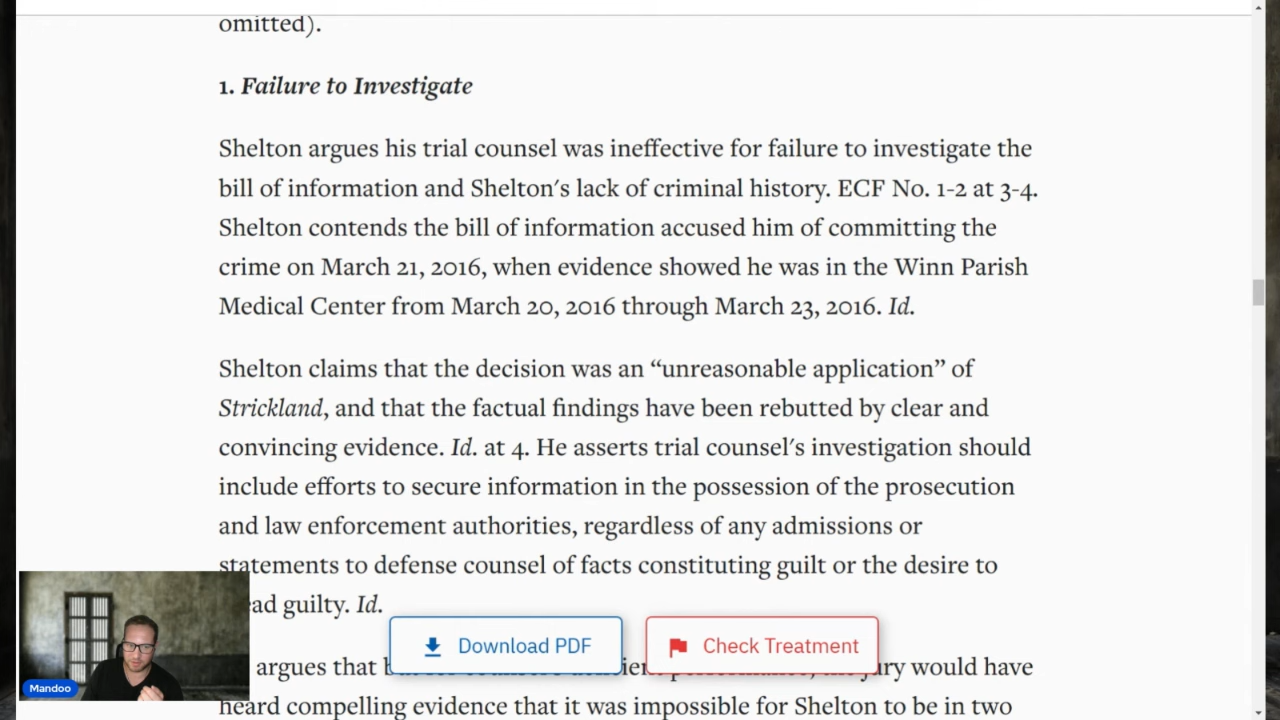 omitted).
1. Failure to Investigate
Shelton argues his trial counsel was ineffective for failure to investigate the
bill of information and Shelton's lack of criminal history. ECF No. 1-2 at 3-4.
Shelton contends the bill of information accused him of committing the
crime on March 21, 2016, when evidence showed he was in the Winn Parish
Medical Center from March 20, 2016 through March 23, 2016. Id.
Shelton claims that the decision was an “unreasonable application” of
Strickland, and that the factual findings have been rebutted by clear and
convincing evidence. Id. at 4. He asserts trial counsel's investigation should
include efforts to secure information in the possession of the prosecution
and law enforcement authorities, regardless of any admissions or
statements to defense counsel of facts constituting guilt or the desire to
guilty. Id.
Download PDF
Check Treatment
argues that jury would have
Mandoo
heard compelling evidence that it was impossible for Shelton to be in two